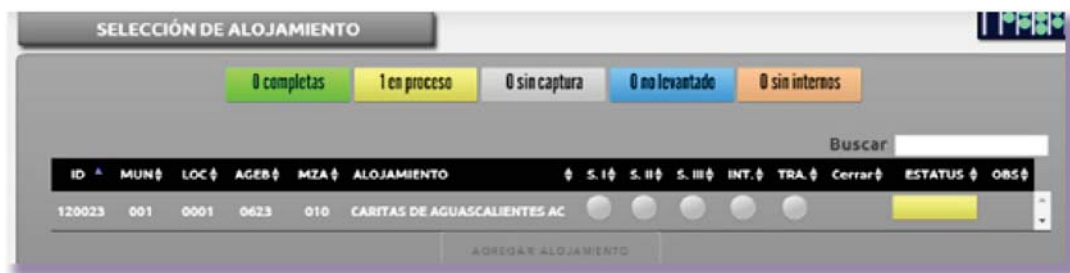 SELECCIÓN DE ALOJAMIENTO
0 completas 1 en proceso 0 sin captura 0 no levantado 0 sin internos
Buscar
ID MUN LOC AGEB MZA ALOJAMIENTO S. I S. II S. III INT. TRA. Cerrar ESTATUS OBS
120023 001 0001 0623 010 CARITAS DE AGUASCALIENTES AC
AGREGAR ALOJAMIENTO